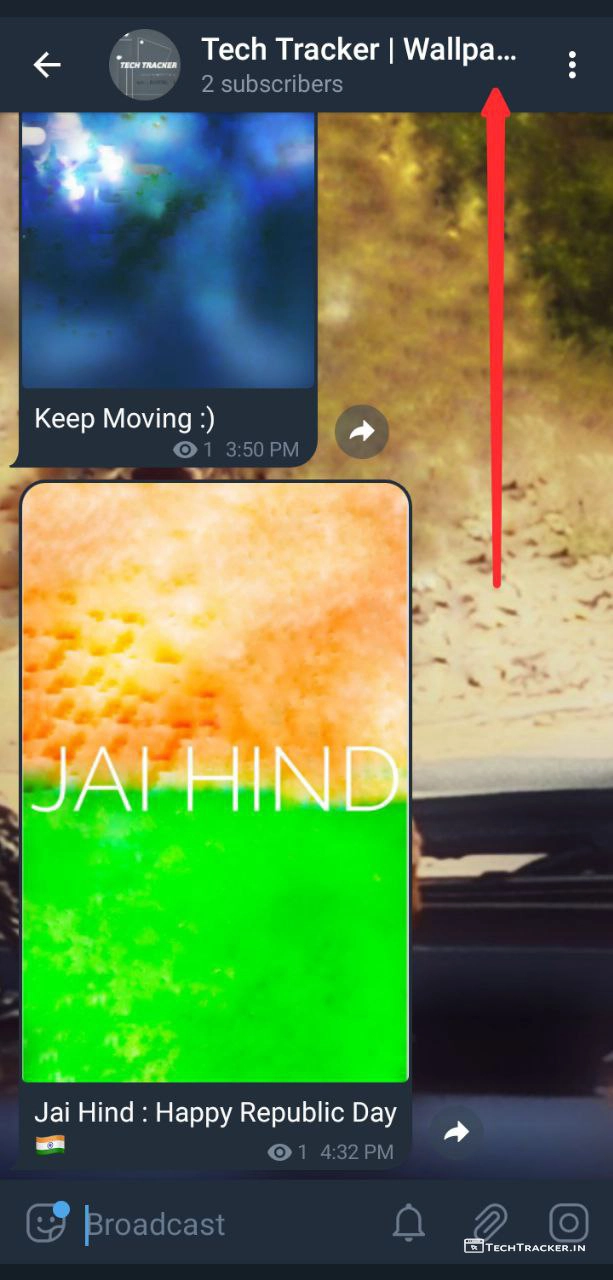 TECH TRACKER
Tech Tracker | Wallpa...
2 subscribers
Keep Moving :)
1 3:50 PM
JAI HIND
Jai Hind : Happy Republic Day
🇮🇳
1 4:32 PM
Broadcast
TECHTRACKER.IN